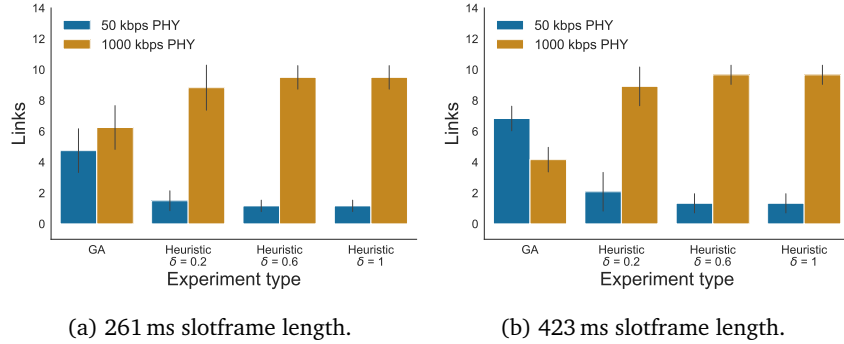 14
12
10
8
6
4
2
0
Links
50 kbps PHY
1000 kbps PHY
GA
Heuristic
δ = 0.2
Heuristic
δ = 0.6
Heuristic
δ = 1
Experiment type
(a) 261 ms slotframe length.
14
12
10
8
6
4
2
0
Links
50 kbps PHY
1000 kbps PHY
GA
Heuristic
δ = 0.2
Heuristic
δ = 0.6
Heuristic
δ = 1
Experiment type
(b) 423 ms slotframe length.